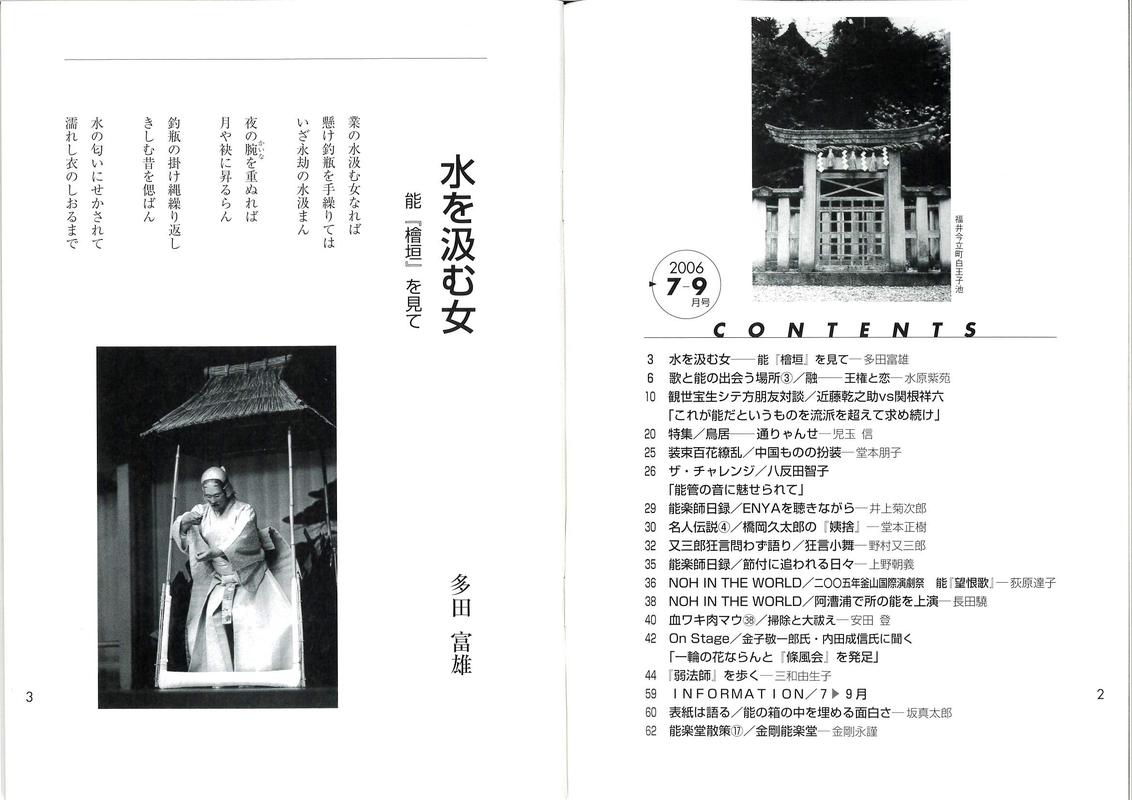 福井今立町白王子池
2006
7-9
月号
CONTENTS
3 水を汲む女――能『檜垣』を見て―多田富雄
6 歌と能の出会う場所③／融――王権と恋―水原紫苑
10 観世宝生シテ方朋友対談／近藤乾之助vs関根祥六
「これが能だというものを流派を超えて求め続け」
20 特集／鳥居――通りゃんせ―児玉 信
25 装束百花繚乱／中国ものの扮装―堂本朋子
26 ザ・チャレンジ／八反田智子
「能管の音に魅せられて」
29 能楽師日録／ENYAを聴きながら―井上菊次郎
30 名人伝説④／橋岡久太郎の『姨捨』―堂本正樹
32 又三郎狂言問わず語り／狂言小舞―野村又三郎
35 能楽師日録／節付に追われる日々―上野朝義
36 NOH IN THE WORLD／二〇〇五年釜山国際演劇祭 能『望恨歌』―荻原達子
38 NOH IN THE WORLD／阿漕浦で所の能を上演―長田驍
40 血ワキ肉マウ㊳／掃除と大祓え―安田 登
42 On Stage／金子敬一郎氏・内田成信氏に聞く
「一輪の花ならんと『條風会』を発足」
44 『弱法師』を歩く―三和由生子
59 INFORMATION／7▶9月
60 表紙は語る／能の箱の中を埋める面白さ―坂真太郎
62 能楽堂散策⑰／金剛能楽堂―金剛永謹
2
水を汲む女
能『檜垣』を見て
多田 富雄
業の水汲む女なれば
懸け釣瓶を手繰りては
いざ永劫の水汲まん
夜の腕を重ぬれば
かいな
月や袂に昇るらん
釣瓶の掛け縄繰り返し
きしむ昔を偲ばん
水の匂いにせかされて
濡れし衣のしおるまで
3